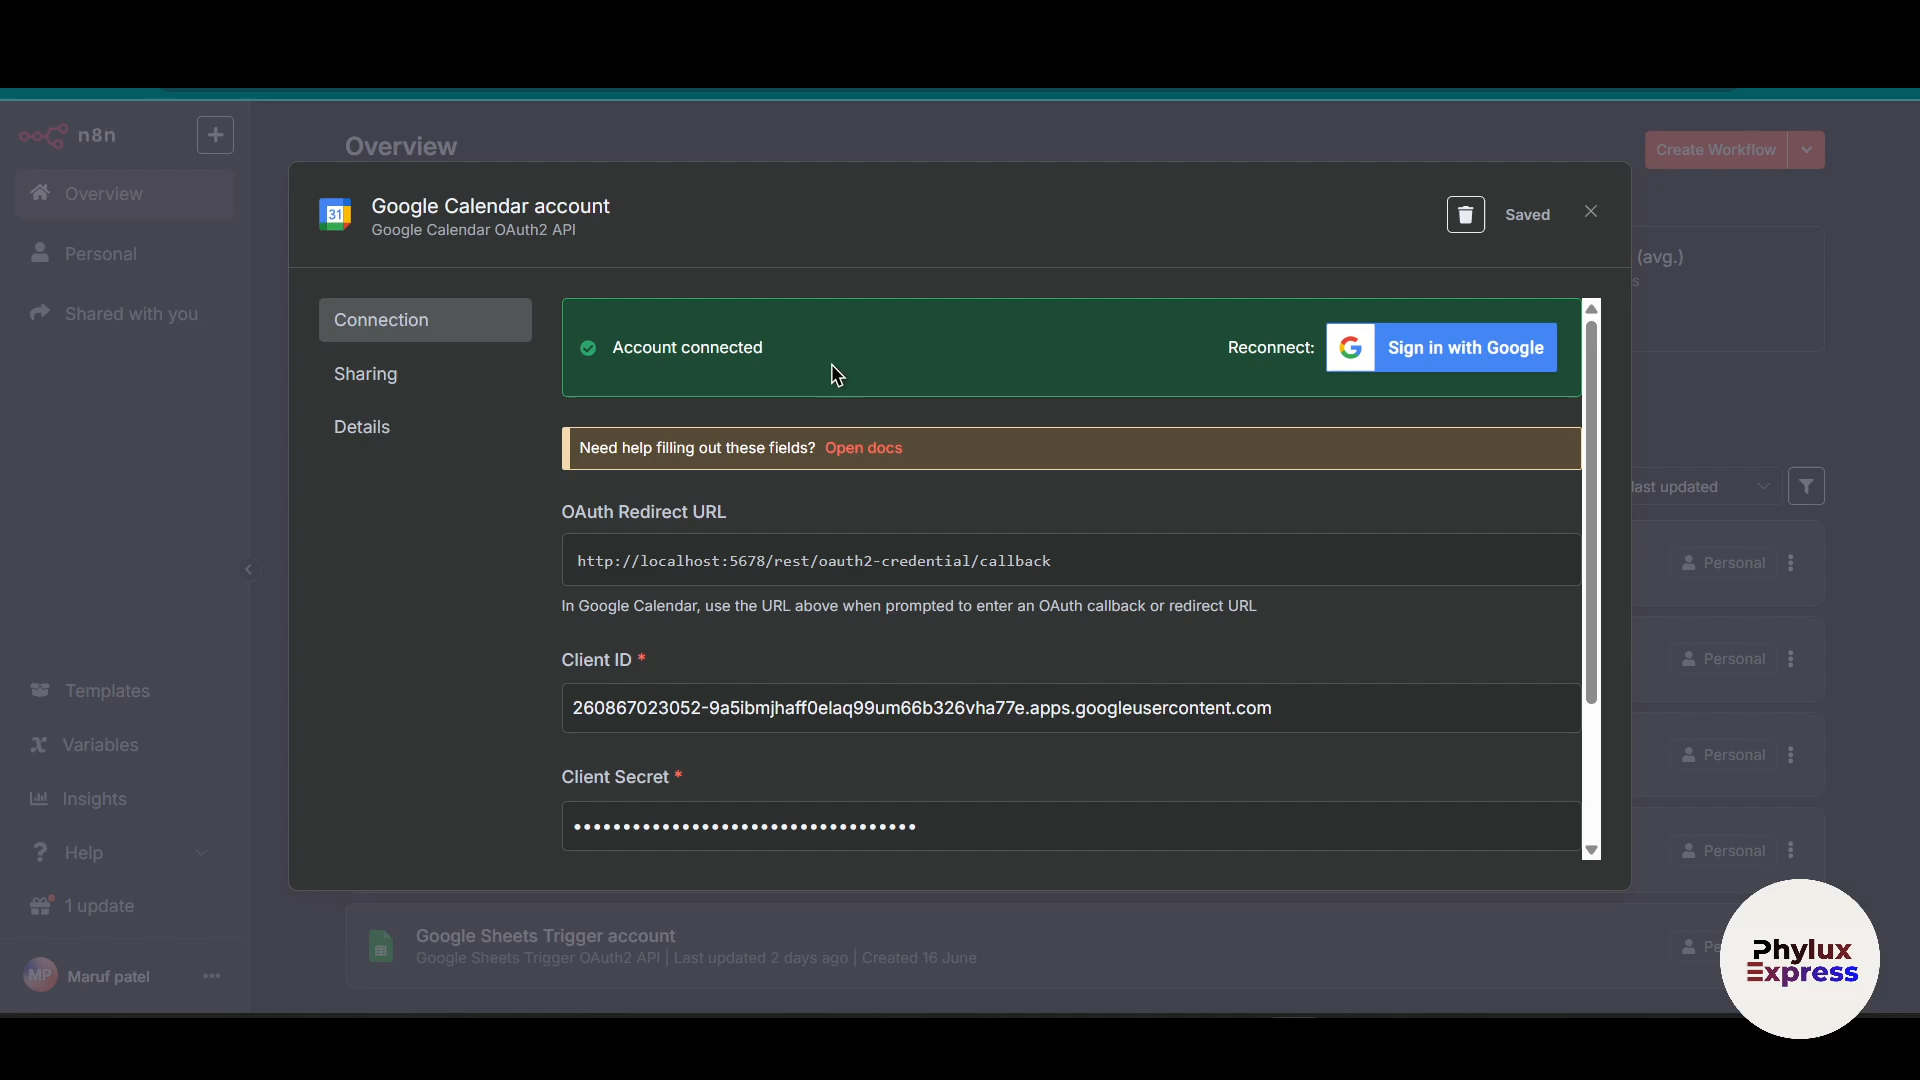 n8n
+
Overview
Personal
Shared with you
Templates
Variables
Insights
? Help
1 update
MP Maruf patel
Overview
Create Workflow
(avg.)
s
last updated
Personal
Personal
Personal
Personal
31
Google Calendar account
Google Calendar OAuth2 API
Saved
Connection
Sharing
Details
Account connected
Reconnect:
G Sign in with Google
Need help filling out these fields? Open docs
OAuth Redirect URL
http://localhost:5678/rest/oauth2-credential/callback
In Google Calendar, use the URL above when prompted to enter an OAuth callback or redirect URL
Client ID *
260867023052-9a5ibmjhaff0elaq99um66b326vha77e.apps.googleusercontent.com
Client Secret *
••••••••••••••••••••••••••••••••••
Google Sheets Trigger account
Google Sheets Trigger OAuth2 API | Last updated 2 days ago | Created 16 June
Pe
Phylux
Express